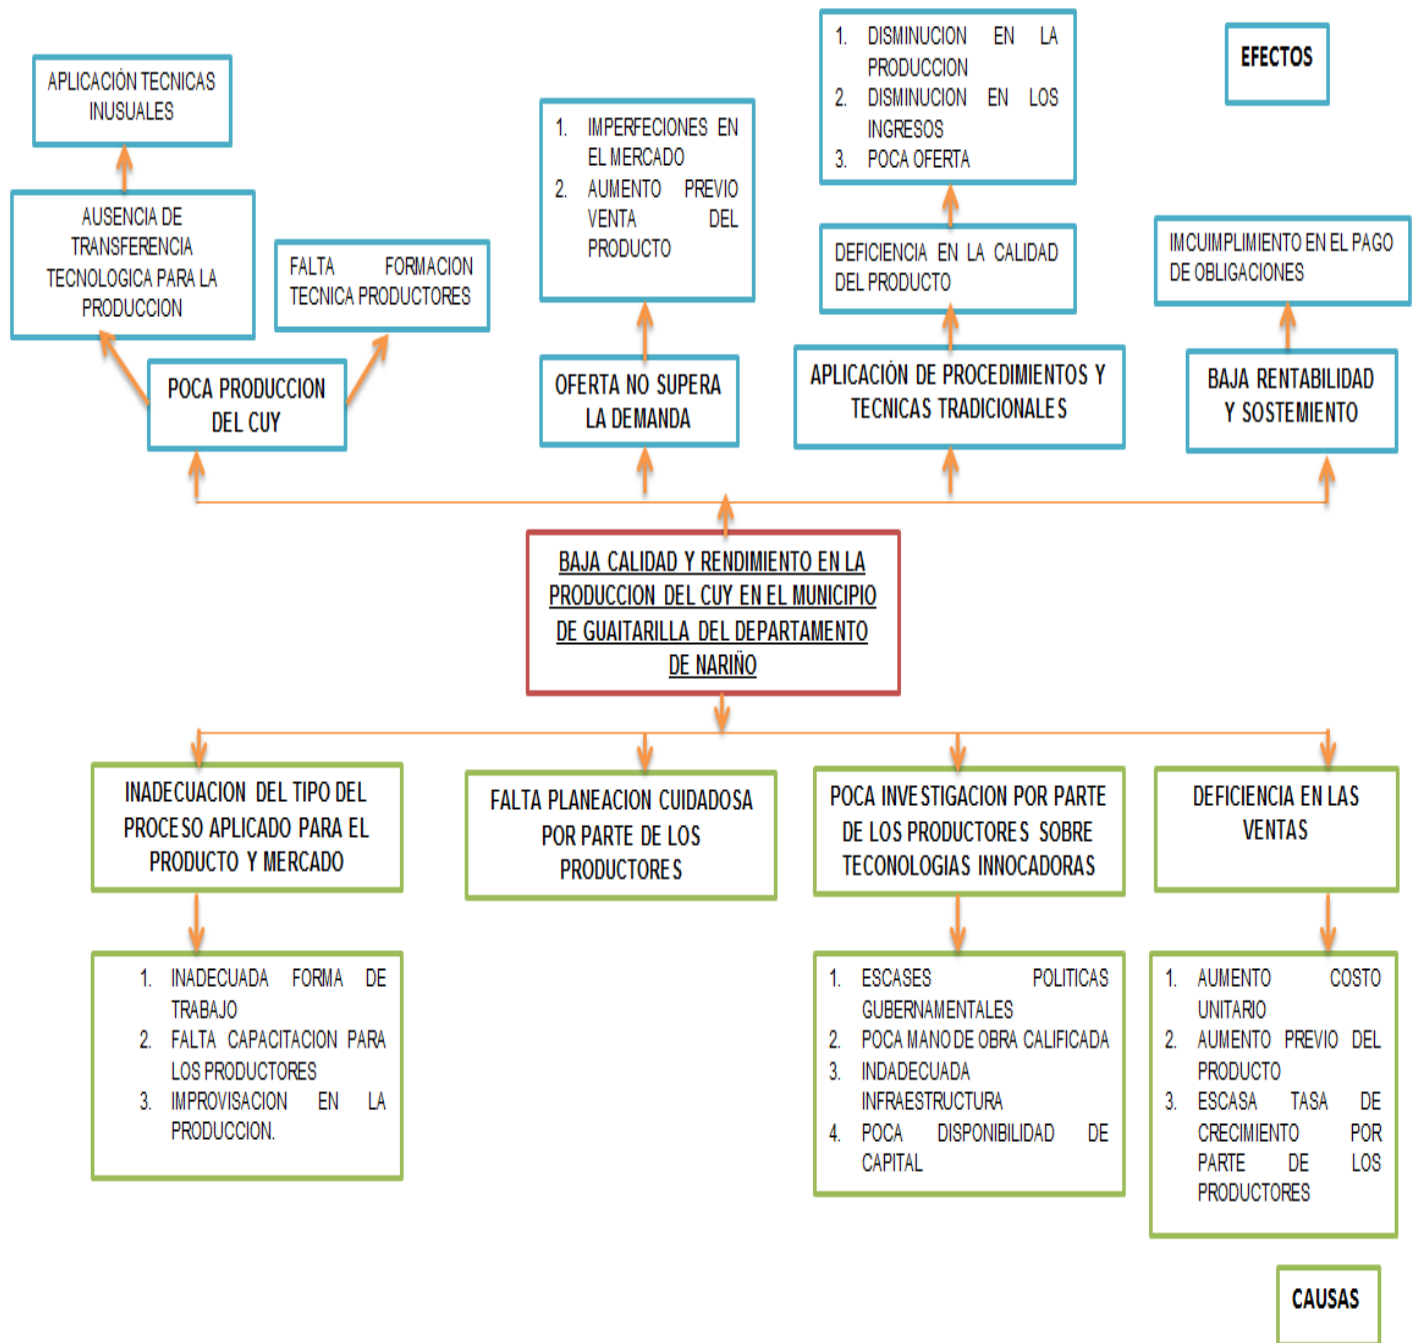 APLICACIÓN TECNICAS
INUSUALES
AUSENCIA DE
TRANSFERENCIA
TECNOLOGICA PARA LA
PRODUCCION
FALTA FORMACION
TECNICA PRODUCTORES
POCA PRODUCCION
DEL CUY
1. IMPERFECIONES EN
EL MERCADO
2. AUMENTO PREVIO
VENTA DEL
PRODUCTO
OFERTA NO SUPERA
LA DEMANDA
1. DISMINUCION EN LA
PRODUCCION
2. DISMINUCION EN LOS
INGRESOS
3. POCA OFERTA
DEFICIENCIA EN LA CALIDAD
DEL PRODUCTO
APLICACIÓN DE PROCEDIMIENTOS Y
TECNICAS TRADICIONALES
EFECTOS
IMCUIMPLIMIENTO EN EL PAGO
DE OBLIGACIONES
BAJA RENTABILIDAD
Y SOSTEMIENTO
BAJA CALIDAD Y RENDIMIENTO EN LA
PRODUCCION DEL CUY EN EL MUNICIPIO
DE GUAITARILLA DEL DEPARTAMENTO
DE NARIÑO
INADECUACION DEL TIPO DEL
PROCESO APLICADO PARA EL
PRODUCTO Y MERCADO
1. INADECUADA FORMA DE
TRABAJO
2. FALTA CAPACITACION PARA
LOS PRODUCTORES
3. IMPROVISACION EN LA
PRODUCCION.
FALTA PLANEACION CUIDADOSA
POR PARTE DE LOS
PRODUCTORES
POCA INVESTIGACION POR PARTE
DE LOS PRODUCTORES SOBRE
TECONOLOGIAS INNOCADORAS
1. ESCASES POLITICAS
GUBERNAMENTALES
2. POCA MANO DE OBRA CALIFICADA
3. INDADECUADA
INFRAESTRUCTURA
4. POCA DISPONIBILIDAD DE
CAPITAL
DEFICIENCIA EN LAS
VENTAS
1. AUMENTO COSTO
UNITARIO
2. AUMENTO PREVIO DEL
PRODUCTO
3. ESCASA TASA DE
CRECIMIENTO POR
PARTE DE LOS
PRODUCTORES
CAUSAS